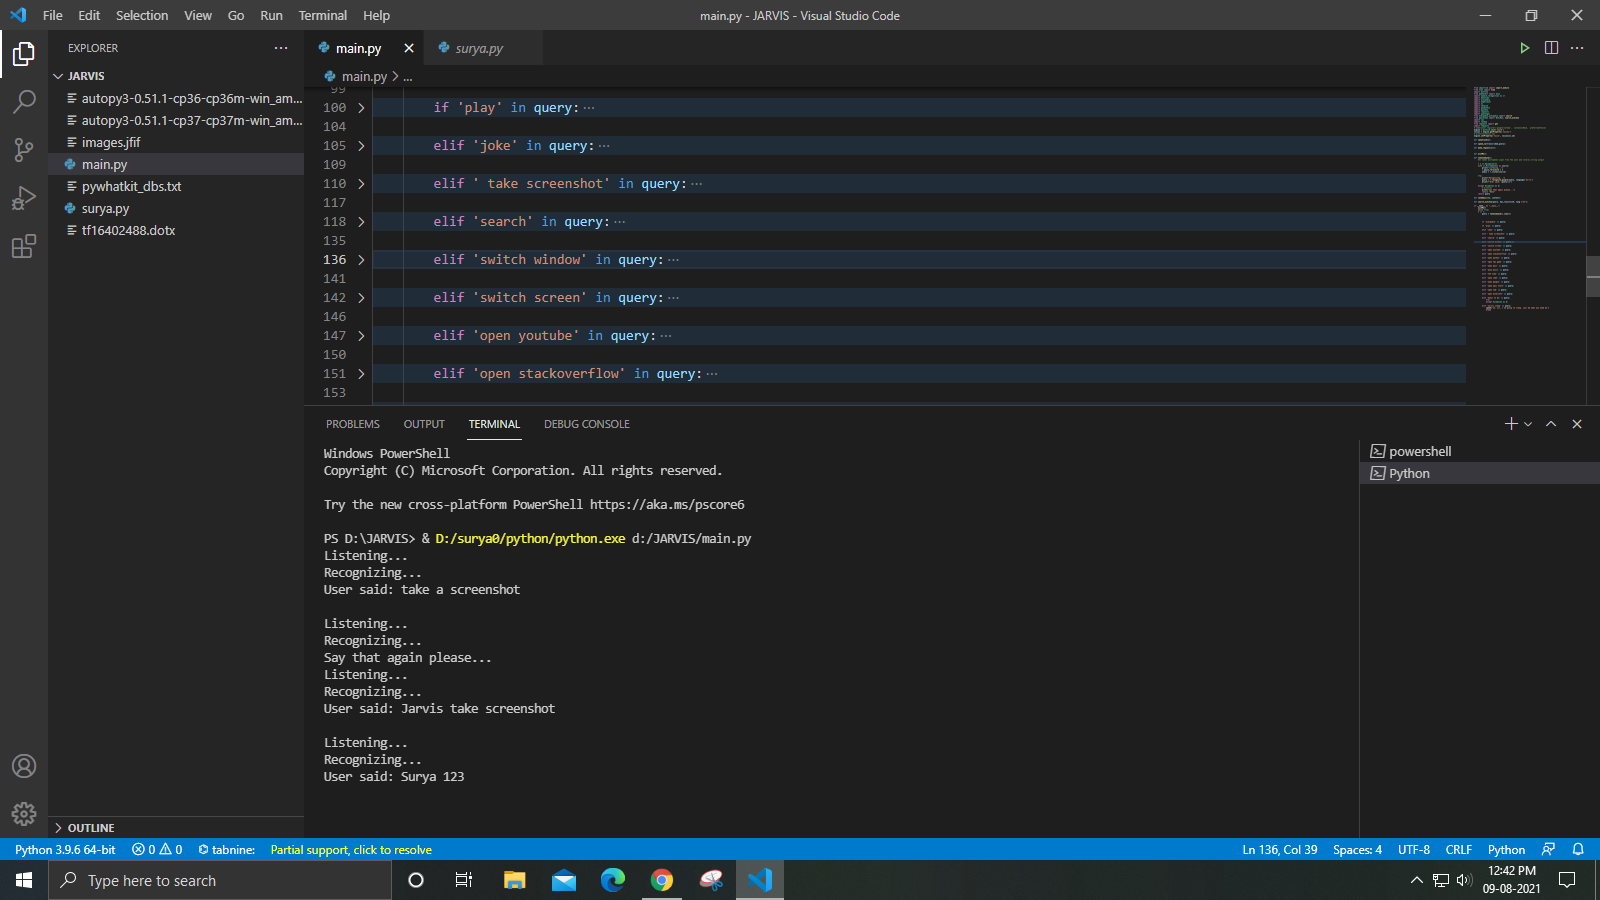 File Edit Selection View Go Run Terminal Help
main.py - JARVIS - Visual Studio Code
EXPLORER
JARVIS
autopy3-0.51.1-cp36-cp36m-win_am...
autopy3-0.51.1-cp37-cp37m-win_am...
images.jfif
main.py
pywhatkit_dbs.txt
surya.py
tf16402488.dotx
OUTLINE
main.py surya.py
main.py > ...
99
100 if 'play' in query: ...
104
105 elif 'joke' in query: ...
109
110 elif ' take screenshot' in query: ...
117
118 elif 'search' in query: ...
135
136 elif 'switch window' in query: ...
141
142 elif 'switch screen' in query: ...
146
147 elif 'open youtube' in query: ...
150
151 elif 'open stackoverflow' in query: ...
153
PROBLEMS OUTPUT TERMINAL DEBUG CONSOLE
Windows PowerShell
Copyright (C) Microsoft Corporation. All rights reserved.
Try the new cross-platform PowerShell https://aka.ms/pscore6
PS D:\JARVIS> & D:/surya0/python/python.exe d:/JARVIS/main.py
Listening...
Recognizing...
User said: take a screenshot
Listening...
Recognizing...
Say that again please...
Listening...
Recognizing...
User said: Jarvis take screenshot
Listening...
Recognizing...
User said: Surya 123
powershell
Python
Python 3.9.6 64-bit 0 0 tabnine: Partial support, click to resolve
Ln 136, Col 39 Spaces: 4 UTF-8 CRLF Python
Type here to search
12:42 PM
09-08-2021